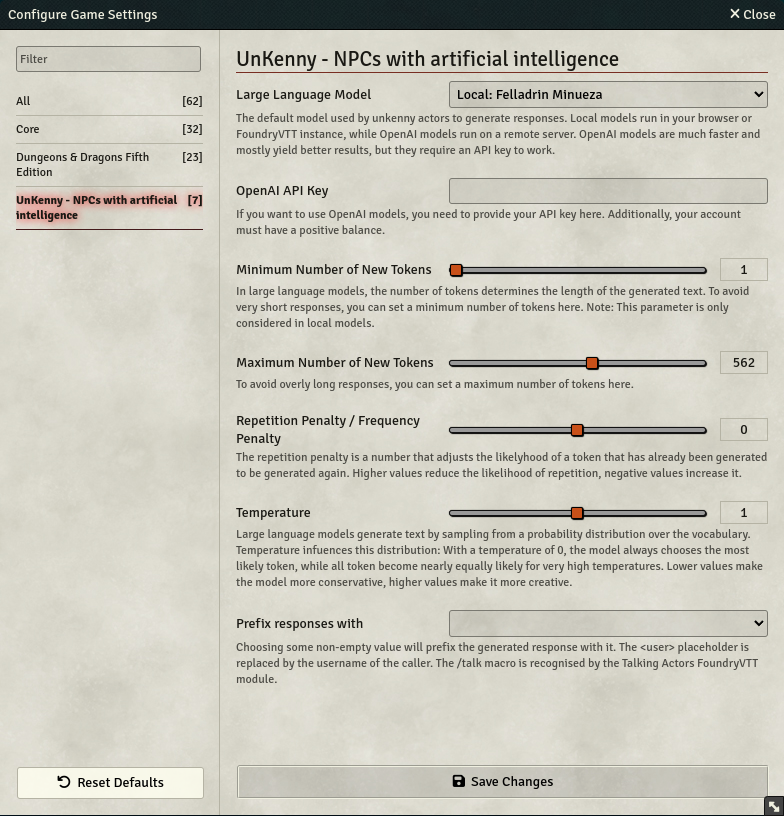 Configure Game Settings
Close
Filter
All [62]
Core [32]
Dungeons & Dragons Fifth [23]
Edition
UnKenny - NPCs with artificial [7]
intelligence
Reset Defaults
UnKenny - NPCs with artificial intelligence
Large Language Model
Local: Felladrin Minueza
The default model used by unkenny actors to generate responses. Local models run in your browser or
FoundryVTT instance, while OpenAI models run on a remote server. OpenAI models are much faster and
mostly yield better results, but they require an API key to work.
OpenAI API Key
If you want to use OpenAI models, you need to provide your API key here. Additionally, your account
must have a positive balance.
Minimum Number of New Tokens
1
In large language models, the number of tokens determines the length of the generated text. To avoid
very short responses, you can set a minimum number of tokens here. Note: This parameter is only
considered in local models.
Maximum Number of New Tokens
562
To avoid overly long responses, you can set a maximum number of tokens here.
Repetition Penalty / Frequency
Penalty
0
The repetition penalty is a number that adjusts the likelyhood of a token that has already been generated
to be generated again. Higher values reduce the likelihood of repetition, negative values increase it.
Temperature
1
Large language models generate text by sampling from a probability distribution over the vocabulary.
Temperature infuences this distribution: With a temperature of 0, the model always chooses the most
likely token, while all token become nearly equally likely for very high temperatures. Lower values make
the model more conservative, higher values make it more creative.
Prefix responses with
Choosing some non-empty value will prefix the generated response with it. The <user> placeholder is
replaced by the username of the caller. The /talk macro is recognised by the Talking Actors FoundryVTT
module.
Save Changes